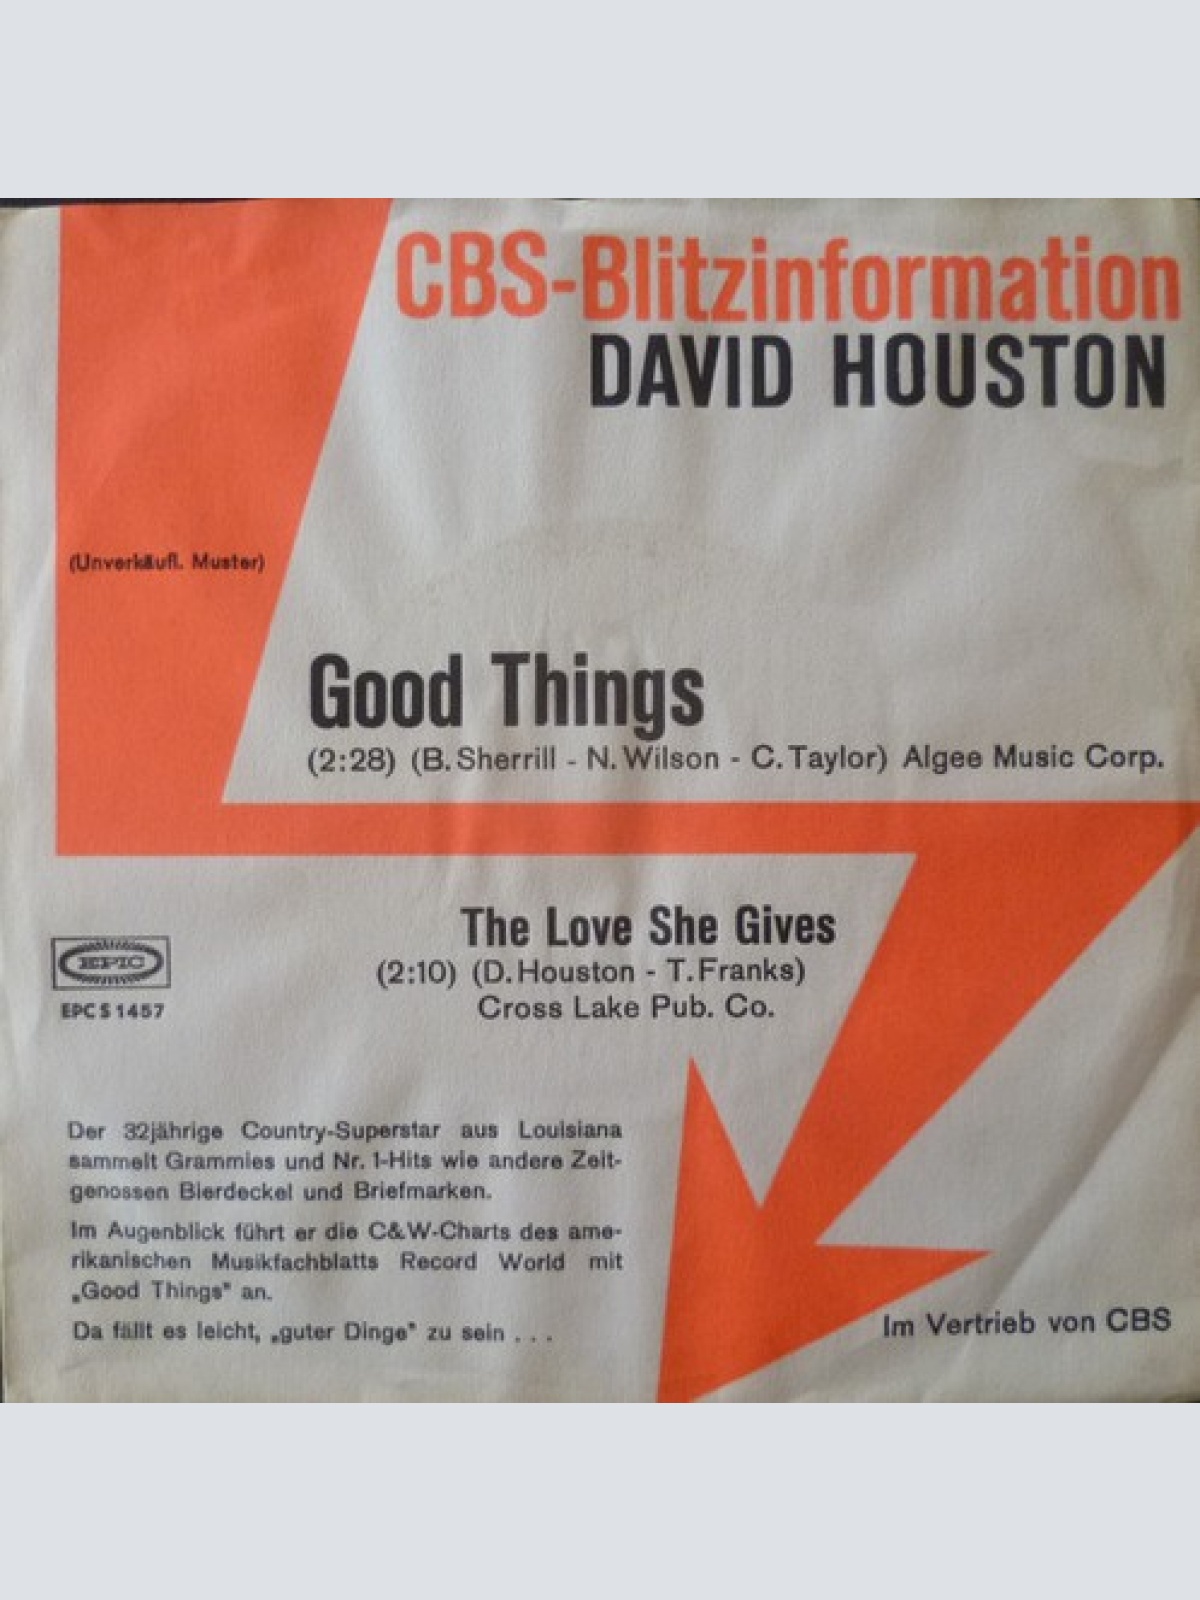 CBS-Blitzinformation
DAVID HOUSTON
(Unverkäufl. Muster)
Good Things
(2:28) (B. Sherrill - N. Wilson - C. Taylor) Algee Music Corp.
The Love She Gives
(2:10) (D. Houston - T. Franks)
Cross Lake Pub. Co.
EPIC
EPC S 1457
Der 32jährige Country-Superstar aus Louisiana
sammelt Grammies und Nr. 1-Hits wie andere Zeit-
genossen Bierdeckel und Briefmarken.
Im Augenblick führt er die C&W-Charts des ame-
rikanischen Musikfachblatts Record World mit
„Good Things" an.
Da fällt es leicht, „guter Dinge" zu sein . . .
Im Vertrieb von CBS